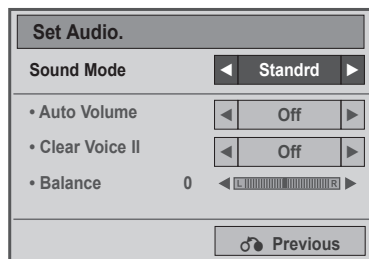 Set Audio.
Sound Mode ◄ Standrd ►
• Auto Volume ◄ Off ►
• Clear Voice II ◄ Off ►
• Balance 0 ◄ L R ►
Previous